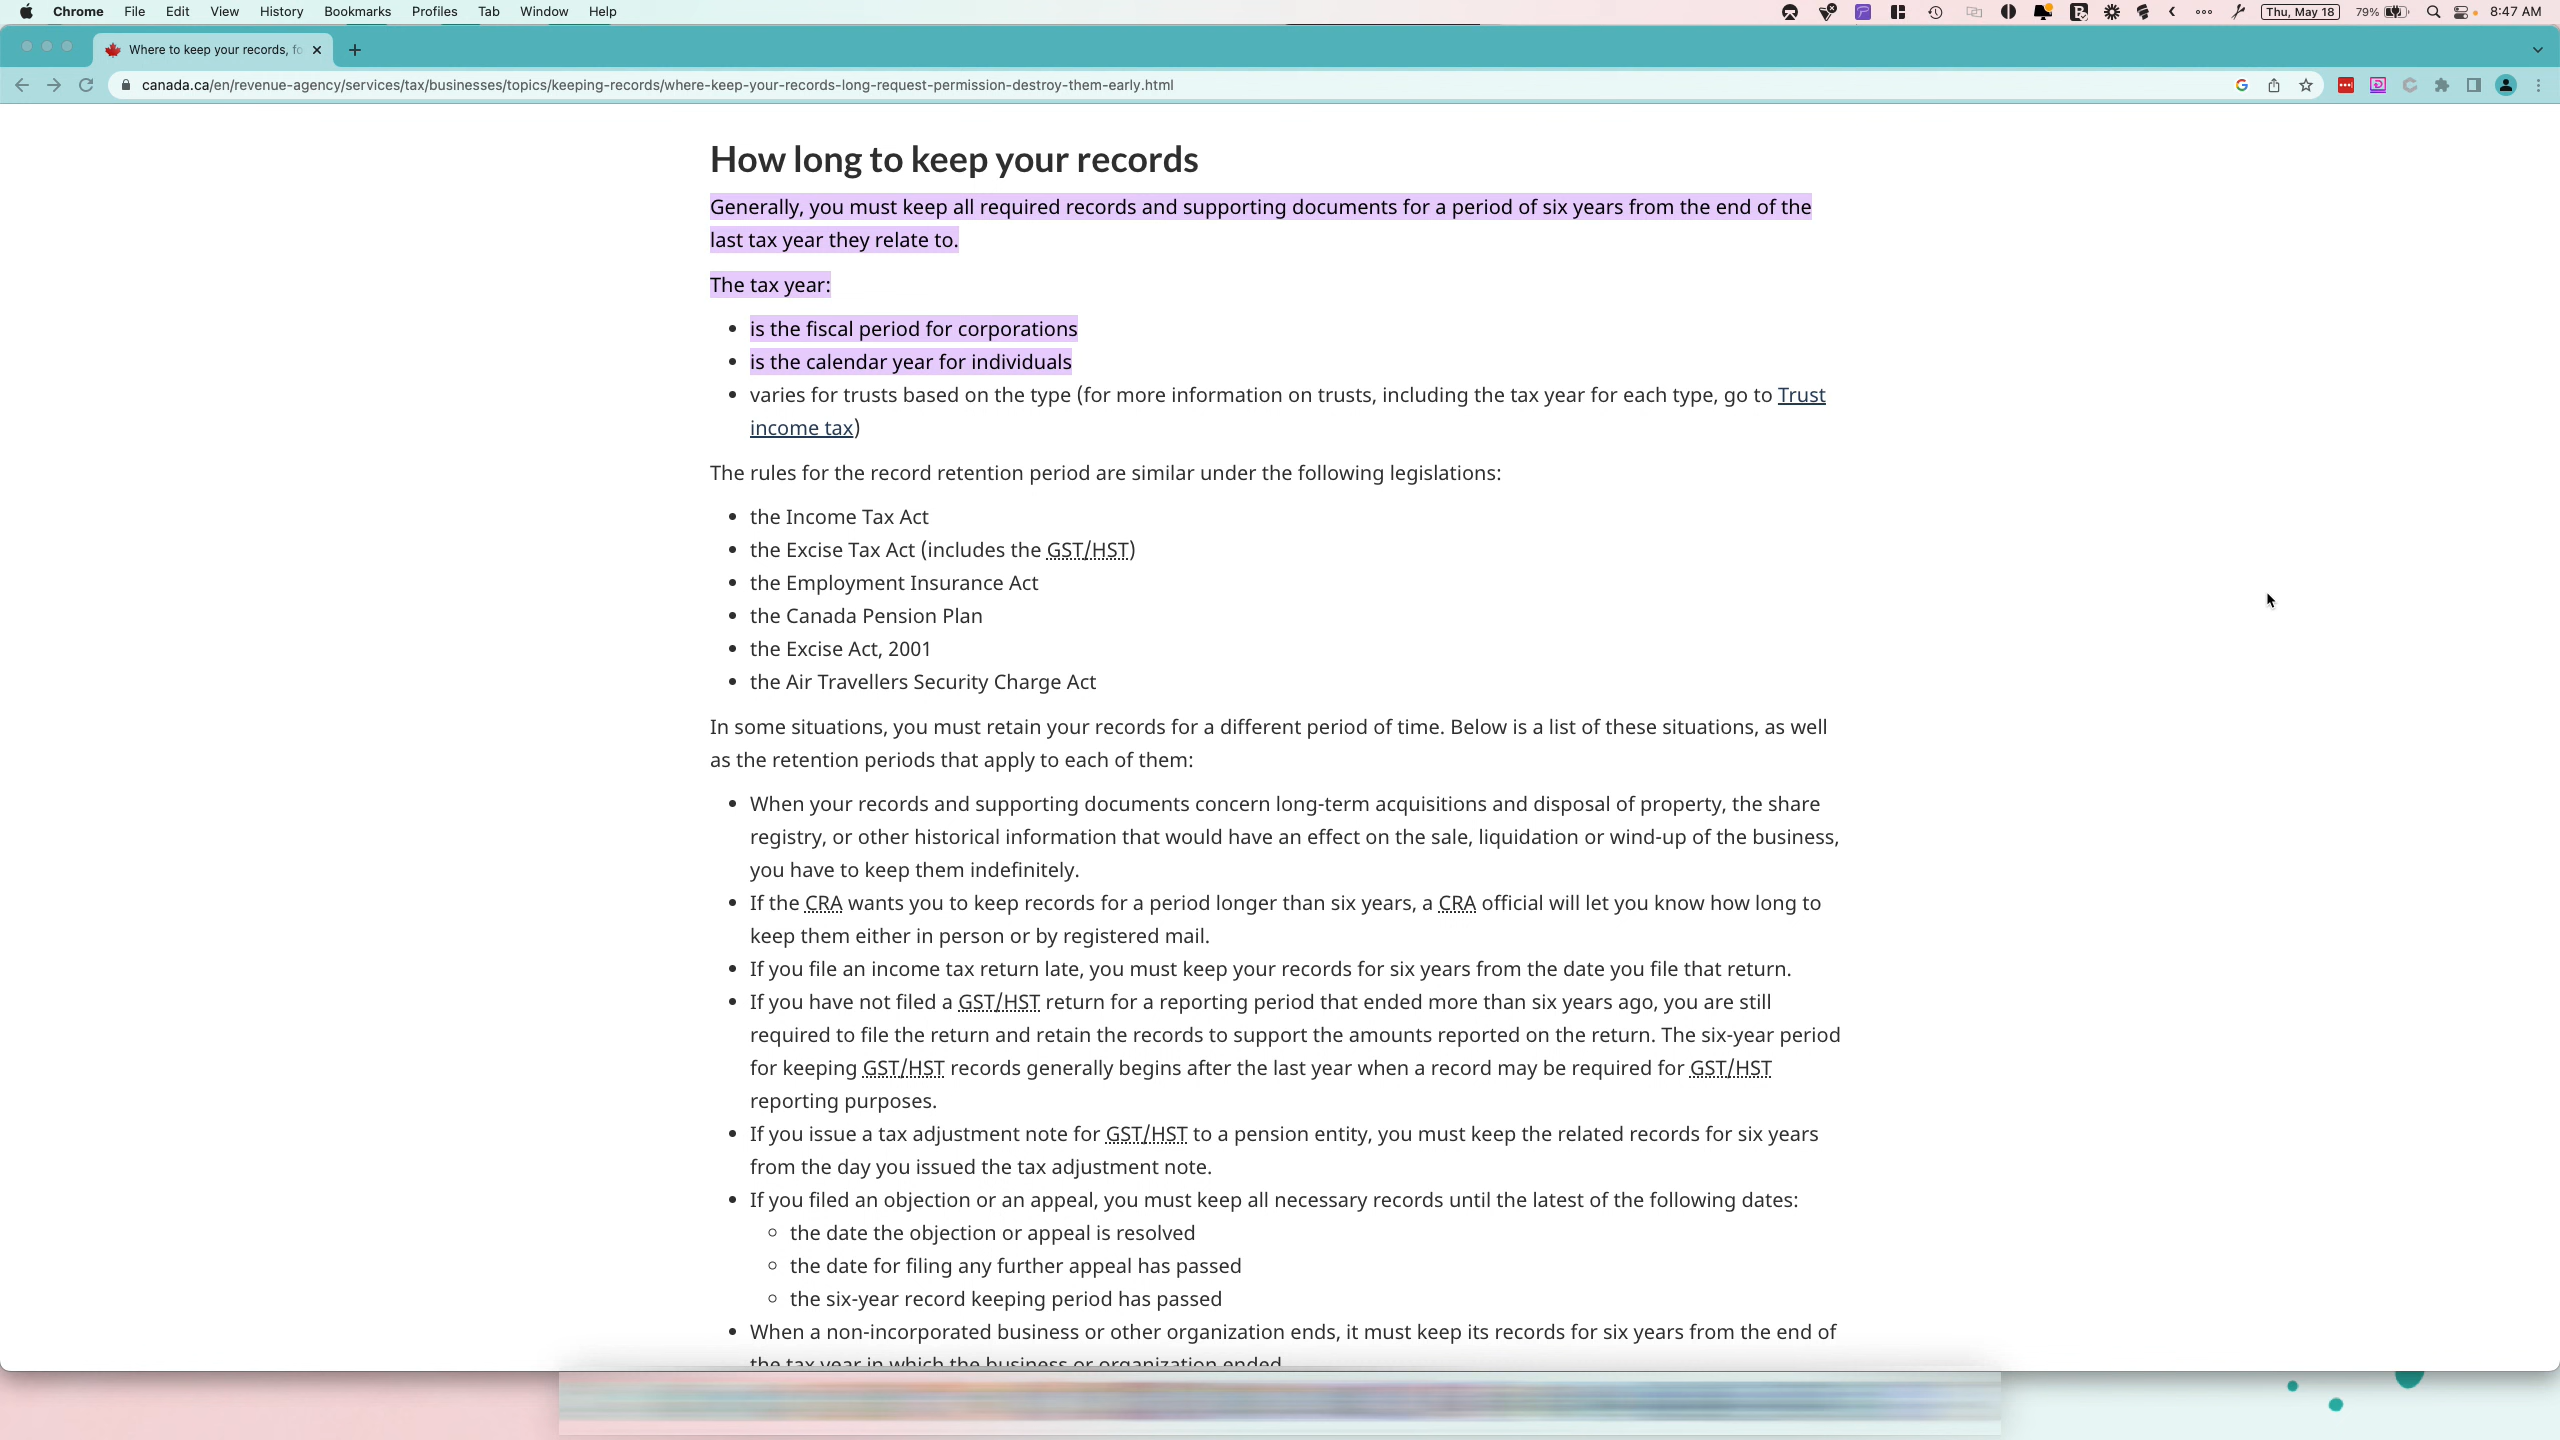 Chrome File Edit View History Bookmarks Profiles Tab Window Help
Thu, May 18 79% 8:47 AM
Where to keep your records, fo
canada.ca/en/revenue-agency/services/tax/businesses/topics/keeping-records/where-keep-your-records-long-request-permission-destroy-them-early.html
How long to keep your records
Generally, you must keep all required records and supporting documents for a period of six years from the end of the
last tax year they relate to.
The tax year:
is the fiscal period for corporations
is the calendar year for individuals
varies for trusts based on the type (for more information on trusts, including the tax year for each type, go to Trust
income tax)
The rules for the record retention period are similar under the following legislations:
the Income Tax Act
the Excise Tax Act (includes the GST/HST)
the Employment Insurance Act
the Canada Pension Plan
the Excise Act, 2001
the Air Travellers Security Charge Act
In some situations, you must retain your records for a different period of time. Below is a list of these situations, as well
as the retention periods that apply to each of them:
When your records and supporting documents concern long-term acquisitions and disposal of property, the share
registry, or other historical information that would have an effect on the sale, liquidation or wind-up of the business,
you have to keep them indefinitely.
If the CRA wants you to keep records for a period longer than six years, a CRA official will let you know how long to
keep them either in person or by registered mail.
If you file an income tax return late, you must keep your records for six years from the date you file that return.
If you have not filed a GST/HST return for a reporting period that ended more than six years ago, you are still
required to file the return and retain the records to support the amounts reported on the return. The six-year period
for keeping GST/HST records generally begins after the last year when a record may be required for GST/HST
reporting purposes.
If you issue a tax adjustment note for GST/HST to a pension entity, you must keep the related records for six years
from the day you issued the tax adjustment note.
If you filed an objection or an appeal, you must keep all necessary records until the latest of the following dates:
the date the objection or appeal is resolved
the date for filing any further appeal has passed
the six-year record keeping period has passed
When a non-incorporated business or other organization ends, it must keep its records for six years from the end of
the tax year in which the business or organization ended